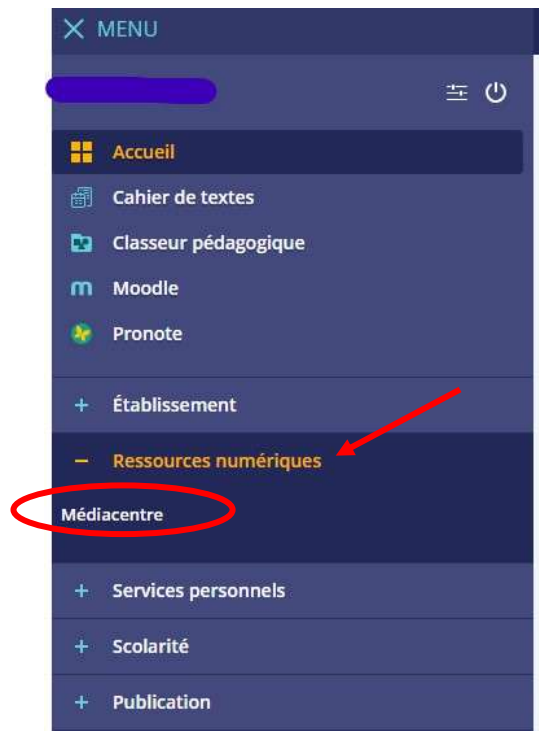 MENU
Accueil
Cahier de textes
Classeur pédagogique
Moodle
Pronote
+ Établissement
− Ressources numériques
Médiacentre
+ Services personnels
+ Scolarité
+ Publication